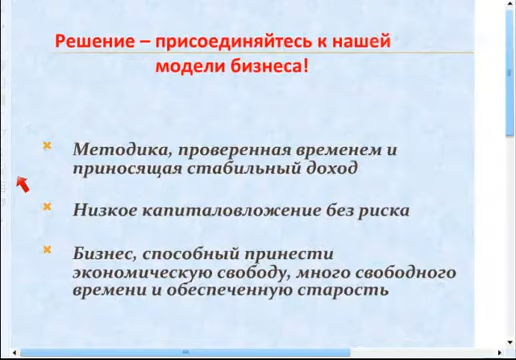 Решение – присоединяйтесь к нашей
модели бизнеса!
Методика, проверенная временем и
приносящая стабильный доход
Низкое капиталовложение без риска
Бизнес, способный принести
экономическую свободу, много свободного
времени и обеспеченную старость